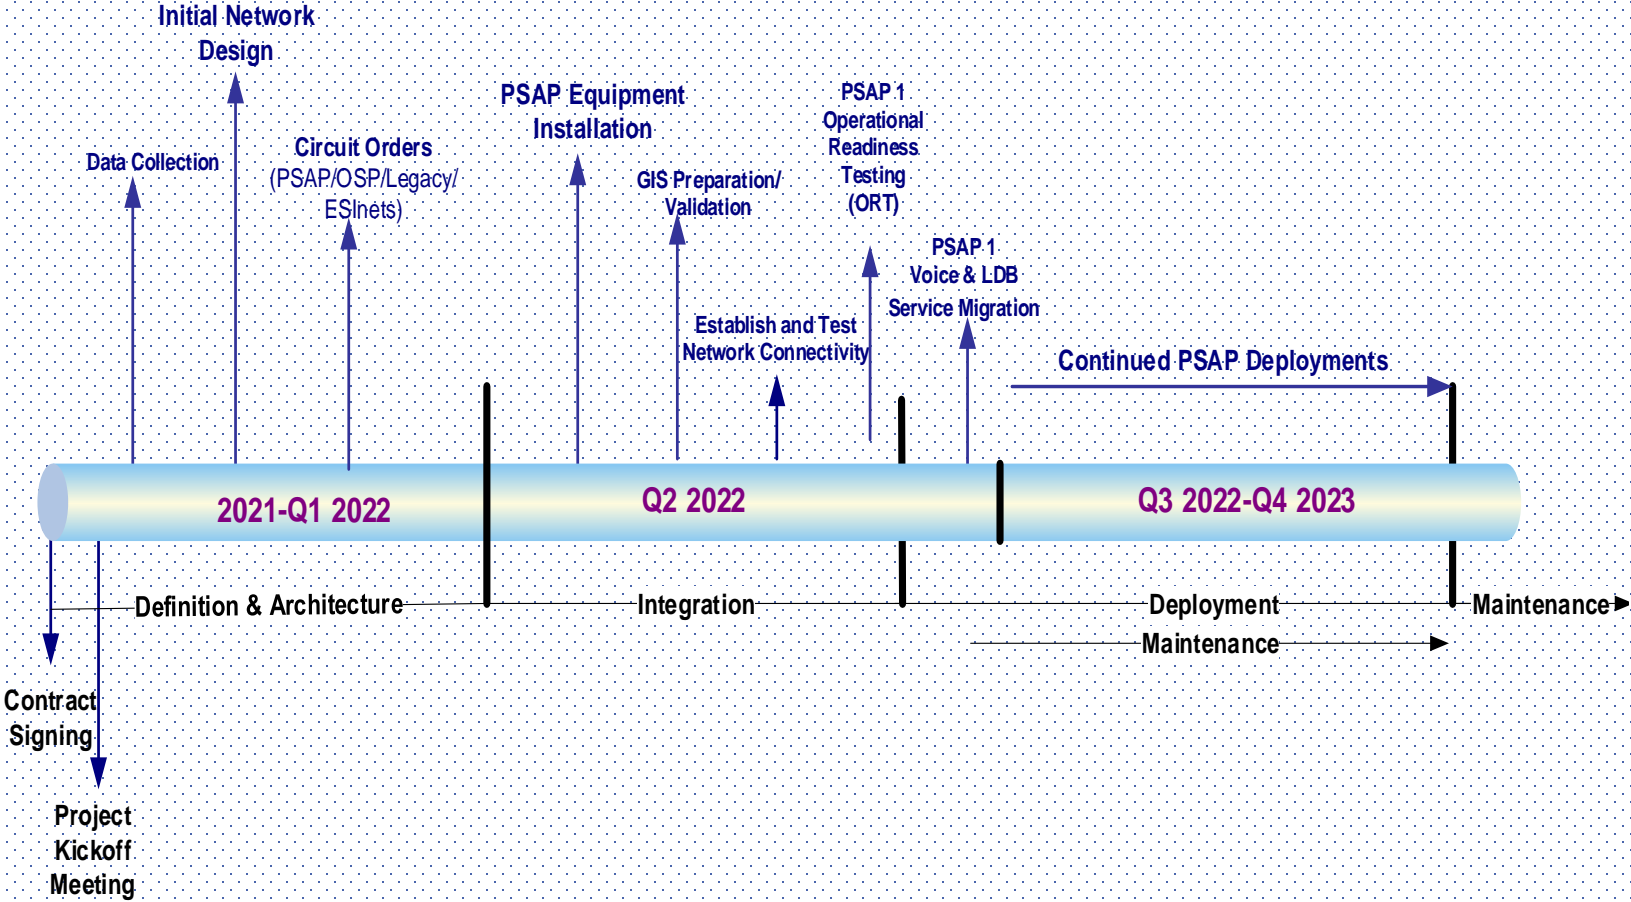 Initial Network
Design
Data Collection
Circuit Orders
(PSAP/OSP/Legacy/
ESInets)
PSAP Equipment
Installation
GIS Preparation/
Validation
Establish and Test
Network Connectivity
PSAP 1
Operational
Readiness
Testing
(ORT)
PSAP 1
Voice & LDB
Service Migration
Continued PSAP Deployments
2021-Q1 2022
Q2 2022
Q3 2022-Q4 2023
Definition & Architecture
Integration
Deployment
Maintenance
Maintenance
Contract
Signing
Project
Kickoff
Meeting